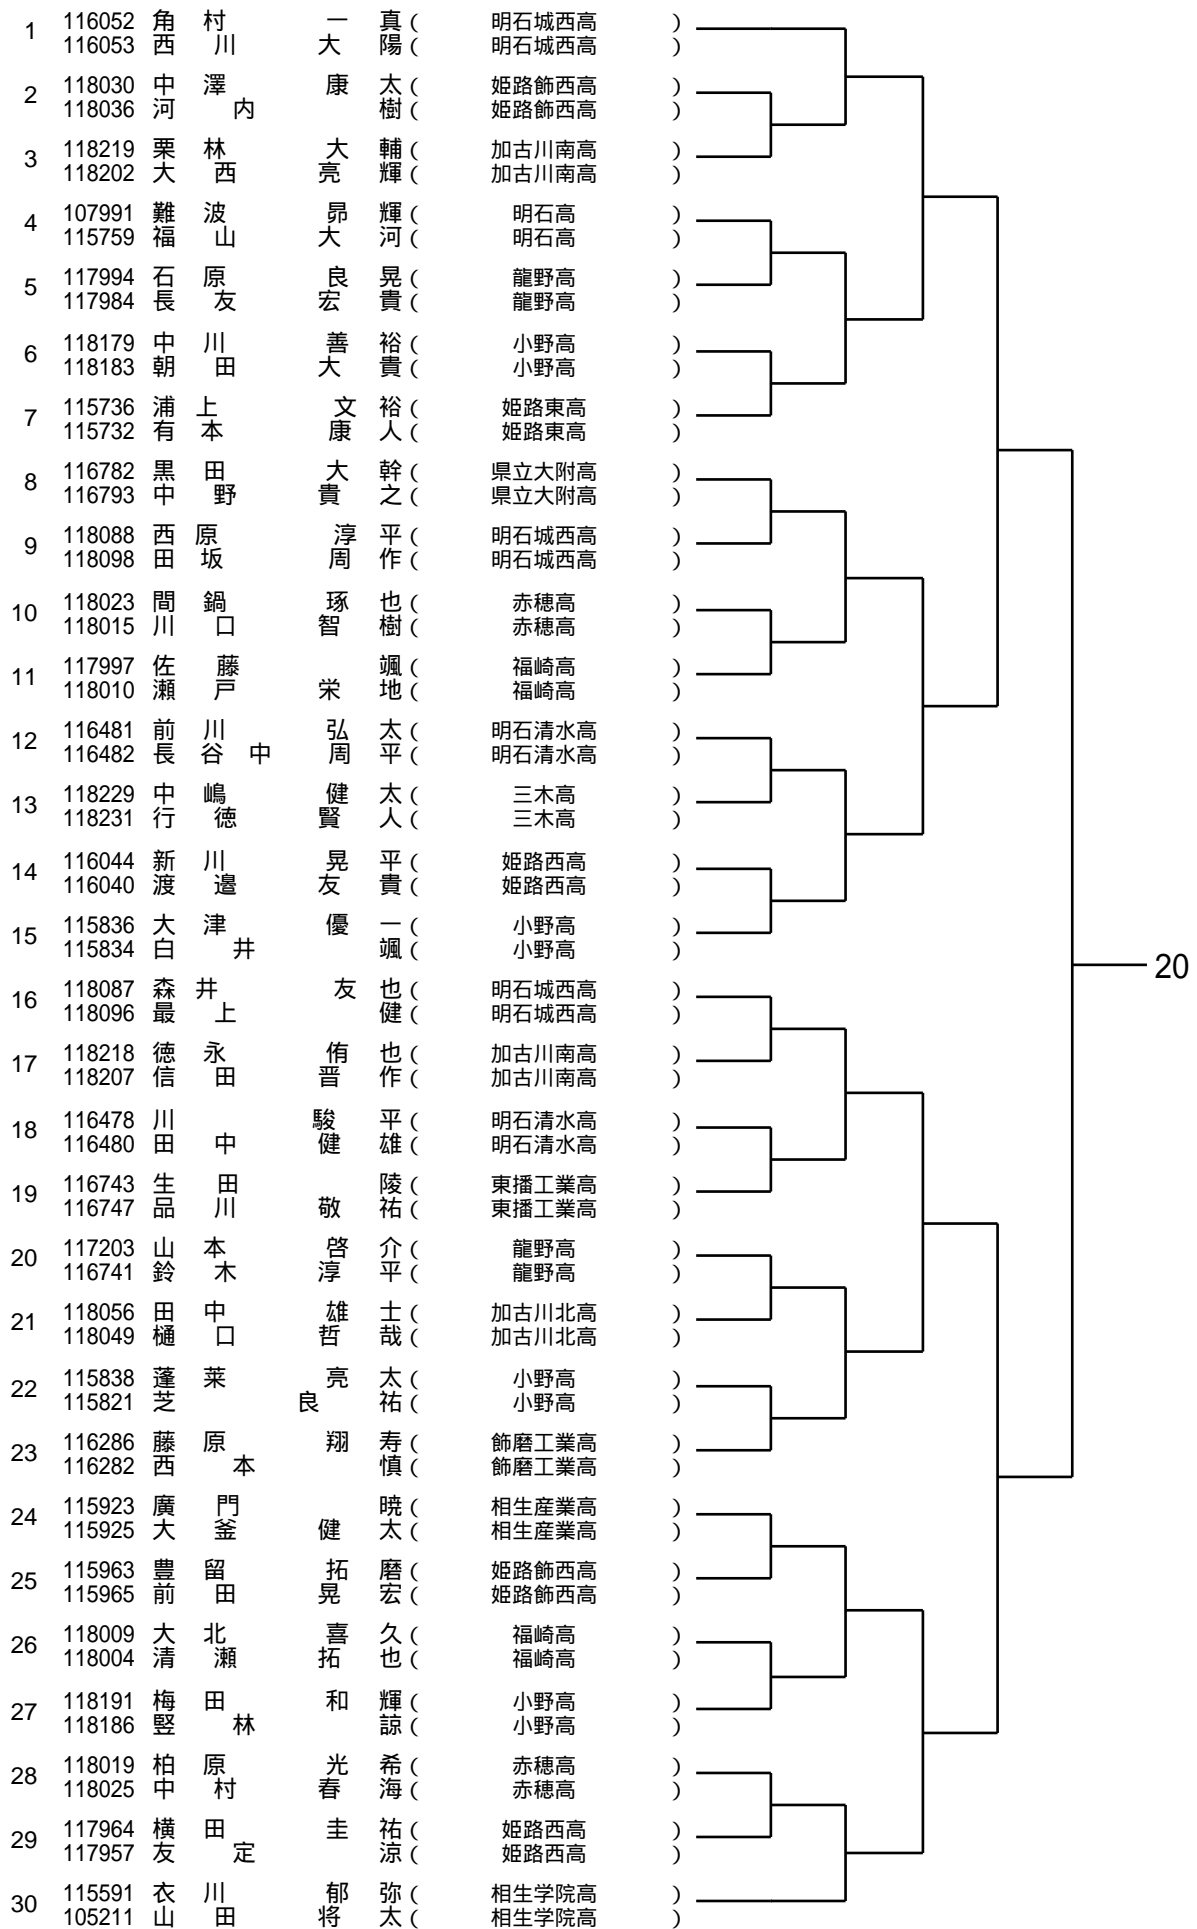 1 116052 角村 一真 ( 明石城西高 )
116053 西川 大陽 ( 明石城西高 )
2 118030 中澤 康太 ( 姫路飾西高 )
118036 河内 樹 ( 姫路飾西高 )
3 118219 栗林 大輔 ( 加古川南高 )
118202 大西 亮輝 ( 加古川南高 )
4 107991 難波 昴輝 ( 明石高 )
115759 福山 大河 ( 明石高 )
5 117994 石原 良晃 ( 龍野高 )
117984 長友 宏貴 ( 龍野高 )
6 118179 中川 善裕 ( 小野高 )
118183 朝田 大貴 ( 小野高 )
7 115736 浦上 文裕 ( 姫路東高 )
115732 有本 康人 ( 姫路東高 )
8 116782 黒田 大幹 ( 県立大附高 )
116793 中野 貴之 ( 県立大附高 )
9 118088 西原 淳平 ( 明石城西高 )
118098 田坂 周作 ( 明石城西高 )
10 118023 間鍋 琢也 ( 赤穂高 )
118015 川口 智樹 ( 赤穂高 )
11 117997 佐藤 颯 ( 福崎高 )
118010 瀬戸 栄地 ( 福崎高 )
12 116481 前川 弘太 ( 明石清水高 )
116482 長谷中 周平 ( 明石清水高 )
13 118229 中嶋 健太 ( 三木高 )
118231 行徳 賢人 ( 三木高 )
14 116044 新川 晃平 ( 姫路西高 )
116040 渡邉 友貴 ( 姫路西高 )
15 115836 大津 優一 ( 小野高 )
115834 白井 颯 ( 小野高 )
20
16 118087 森井 友也 ( 明石城西高 )
118096 最上 健 ( 明石城西高 )
17 118218 徳永 侑也 ( 加古川南高 )
118207 信田 晋作 ( 加古川南高 )
18 116478 川 駿平 ( 明石清水高 )
116480 田中 健雄 ( 明石清水高 )
19 116743 生田 陵 ( 東播工業高 )
116747 品川 敬祐 ( 東播工業高 )
20 117203 山本 啓介 ( 龍野高 )
116741 鈴木 淳平 ( 龍野高 )
21 118056 田中 雄士 ( 加古川北高 )
118049 樋口 哲哉 ( 加古川北高 )
22 115838 蓬莱 亮太 ( 小野高 )
115821 芝 良祐 ( 小野高 )
23 116286 藤原 翔寿 ( 飾磨工業高 )
116282 西本 慎 ( 飾磨工業高 )
24 115923 廣門 暁 ( 相生産業高 )
115925 大釜 健太 ( 相生産業高 )
25 115963 豊留 拓磨 ( 姫路飾西高 )
115965 前田 晃宏 ( 姫路飾西高 )
26 118009 大北 喜久 ( 福崎高 )
118004 清瀬 拓也 ( 福崎高 )
27 118191 梅田 和輝 ( 小野高 )
118186 竪林 諒 ( 小野高 )
28 118019 柏原 光希 ( 赤穂高 )
118025 中村 春海 ( 赤穂高 )
29 117964 横田 圭祐 ( 姫路西高 )
117957 友定 涼 ( 姫路西高 )
30 115591 衣川 郁弥 ( 相生学院高 )
105211 山田 将太 ( 相生学院高 )